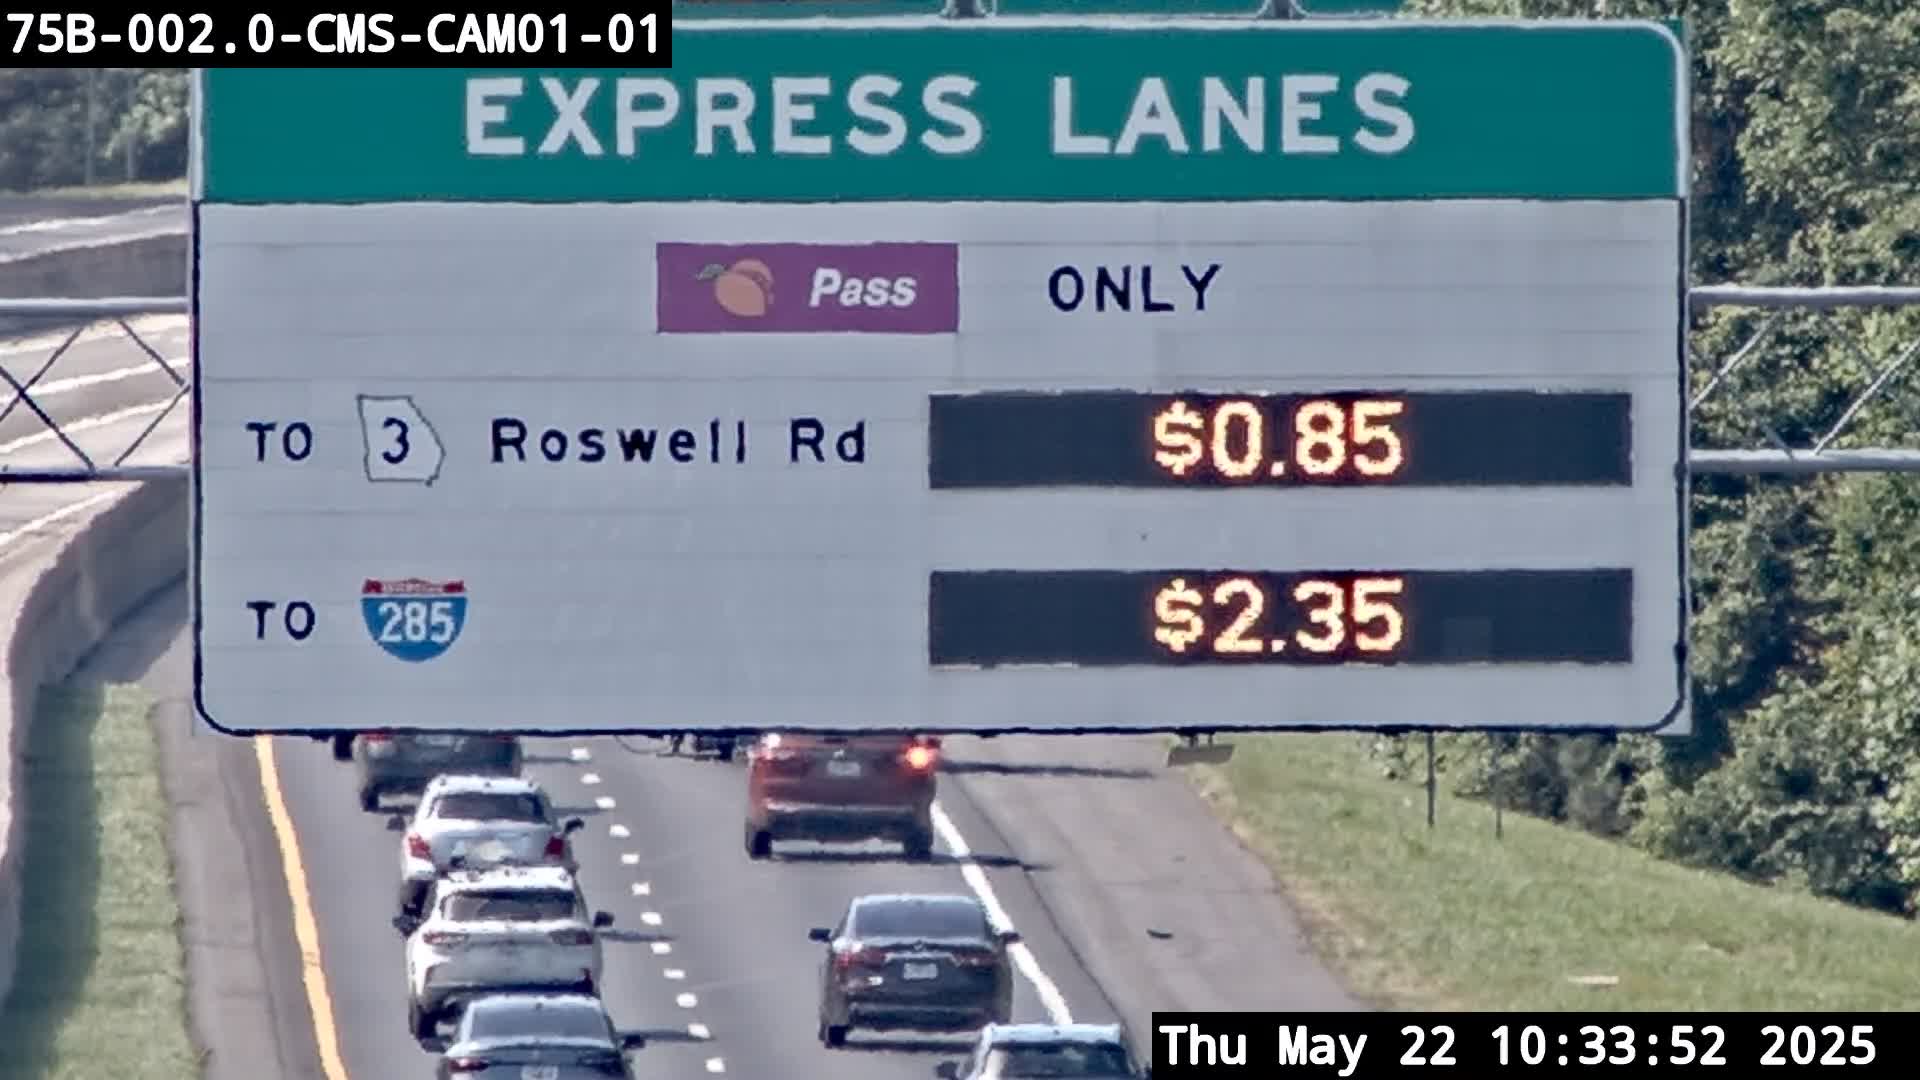 75B-002.0-CMS-CAM01-01
EXPRESS LANES
Pass ONLY
TO 3 Roswell Rd $0.85
TO 285 $2.35
Thu May 22 10:33:52 2025